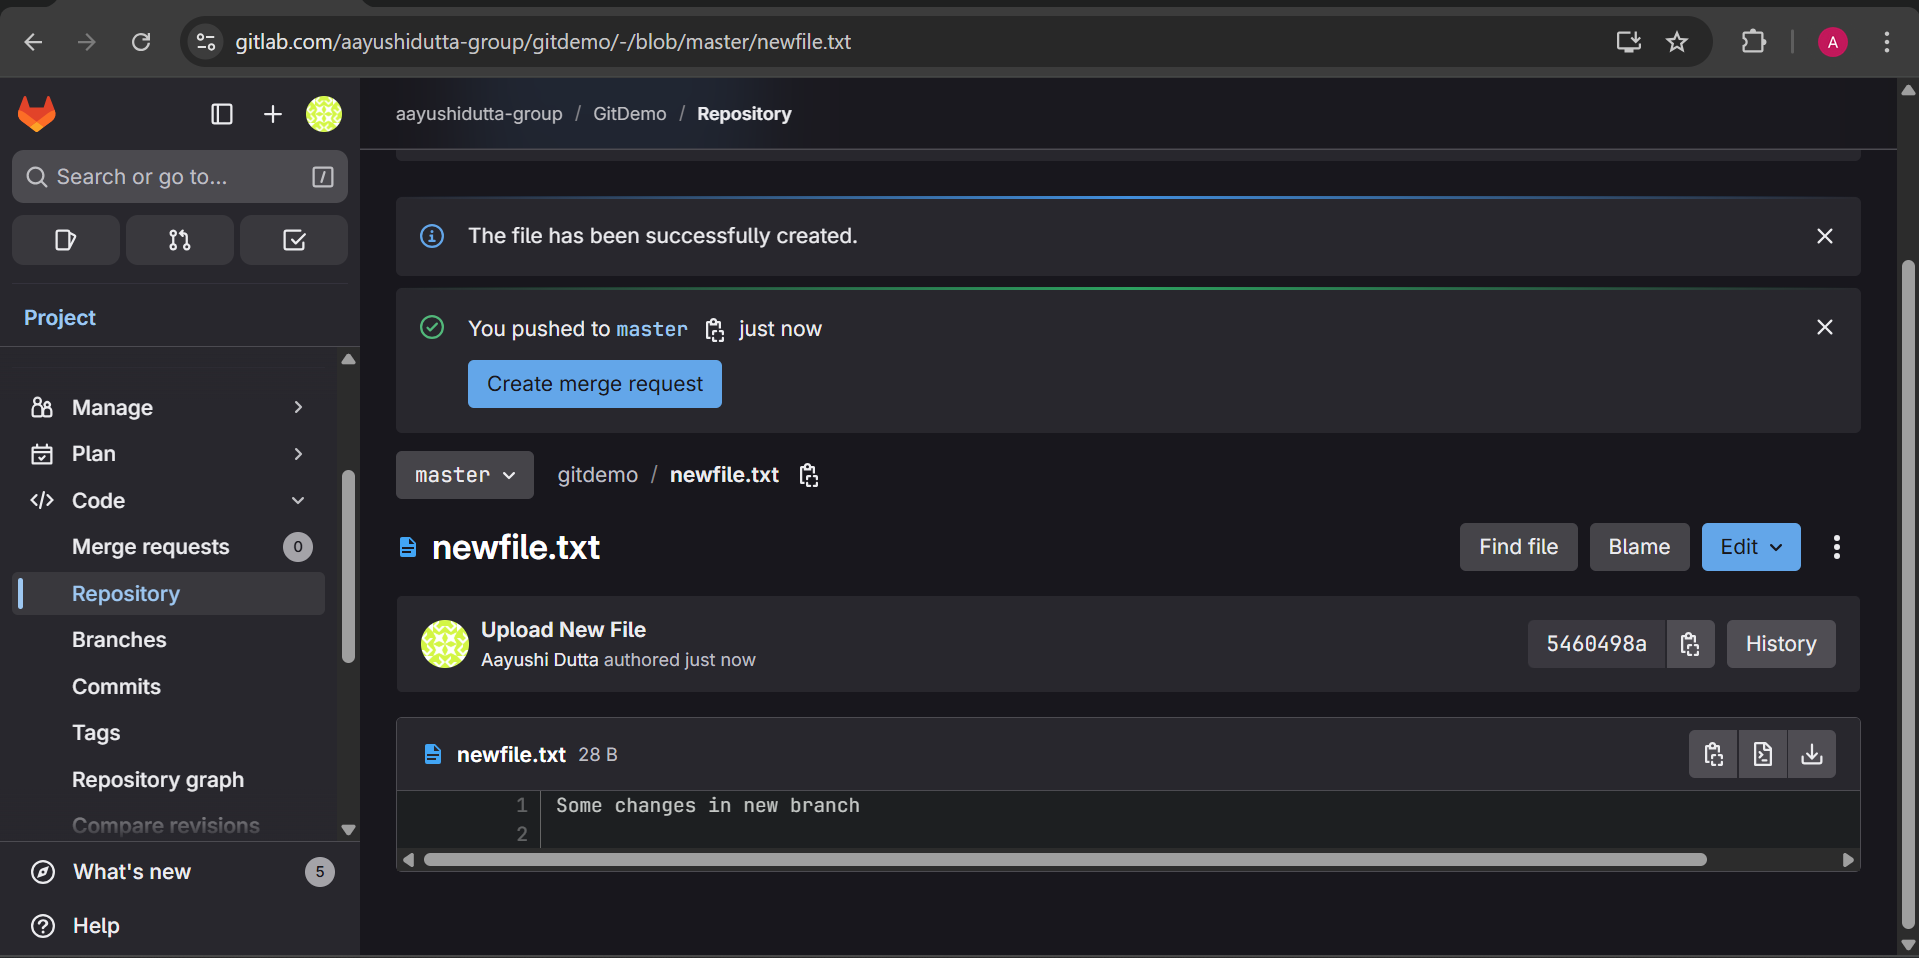 gitlab.com/aayushidutta-group/gitdemo/-/blob/master/newfile.txt
A
Search or go to...
/
Project
Manage
Plan
Code
Merge requests 0
Repository
Branches
Commits
Tags
Repository graph
Compare revisions
What's new 5
Help
aayushidutta-group / GitDemo / Repository
The file has been successfully created.
You pushed to master just now
Create merge request
master gitdemo / newfile.txt
newfile.txt
Find file Blame Edit
Upload New File
Aayushi Dutta authored just now
5460498a History
newfile.txt 28 B
1 Some changes in new branch
2